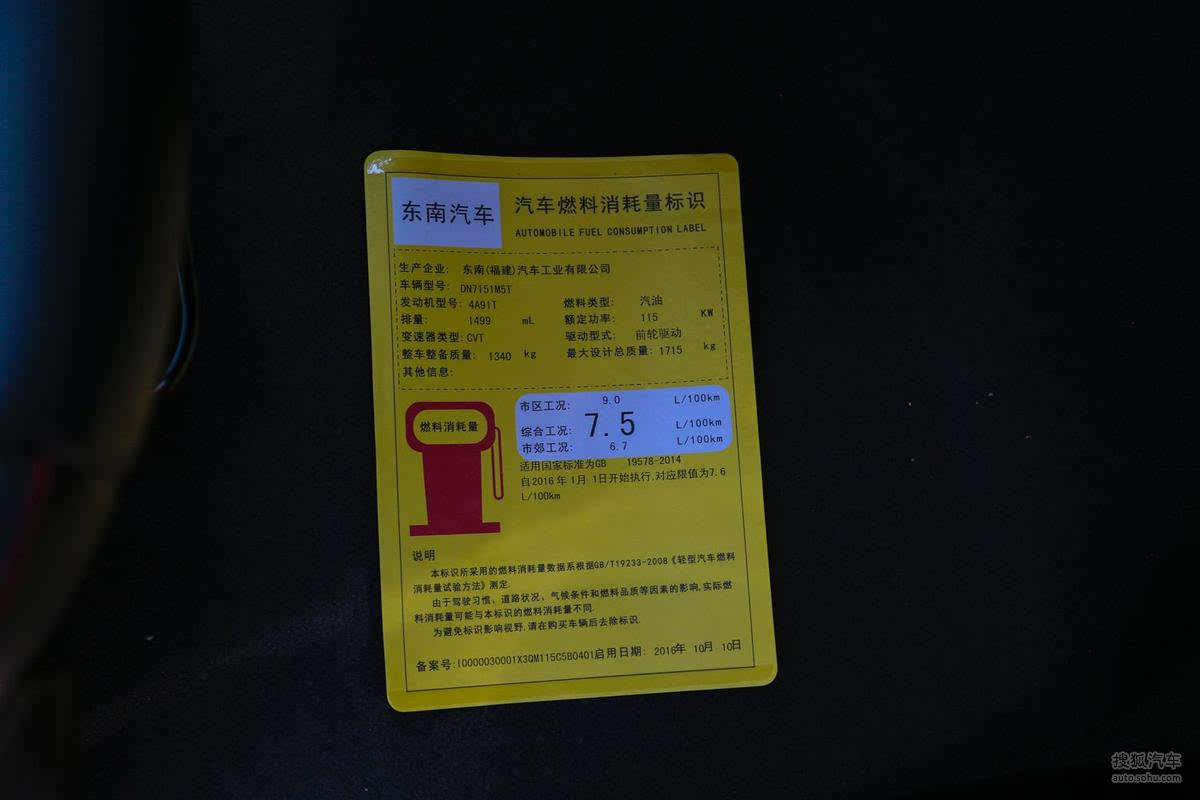 东南汽车
汽车燃料消耗量标识
AUTOMOBILE FUEL CONSUMPTION LABEL
生产企业: 东南(福建)汽车工业有限公司
车辆型号: DN7151M5T
发动机型号: 4A91T 燃料类型: 汽油
排量: 1499 mL 额定功率: 115 KW
变速器类型: CVT 驱动型式: 前轮驱动
整车整备质量: 1340 kg 最大设计总质量: 1715 kg
其他信息:
燃料消耗量
市区工况: 9.0 L/100km
综合工况: 7.5 L/100km
市郊工况: 6.7 L/100km
适用国家标准为GB 19578-2014
自2016年1月1日开始执行,对应限值为7.6
L/100km
说明
本标识所采用的燃料消耗量数据系根据GB/T19233-2008《轻型汽车燃料
消耗量试验方法》测定.
由于驾驶习惯、道路状况、气候条件和燃料品质等因素的影响,实际燃
料消耗量可能与本标识的燃料消耗量不同.
为避免标识影响视野,请在购买车辆后去除标识.
备案号:I0000030001X3QM115C5B0401启用日期: 2016年 10月 10日
搜狐汽车
auto.sohu.com